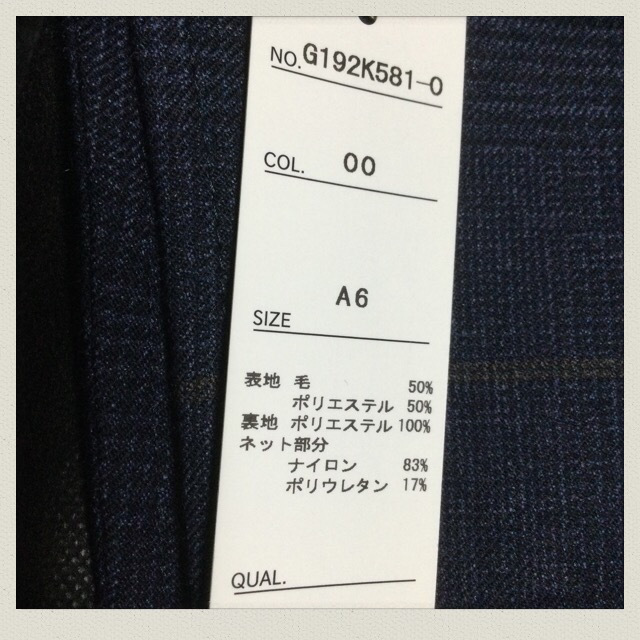 NO. G192K581-0
COL. 00
A6
SIZE
表地 毛 50%
ポリエステル 50%
裏地 ポリエステル 100%
ネット部分
ナイロン 83%
ポリウレタン 17%
QUAL.